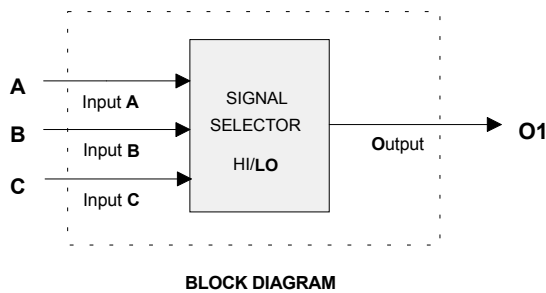 A
Input A
B
Input B
C
Input C
SIGNAL
SELECTOR
HI/LO
Output
O1
BLOCK DIAGRAM